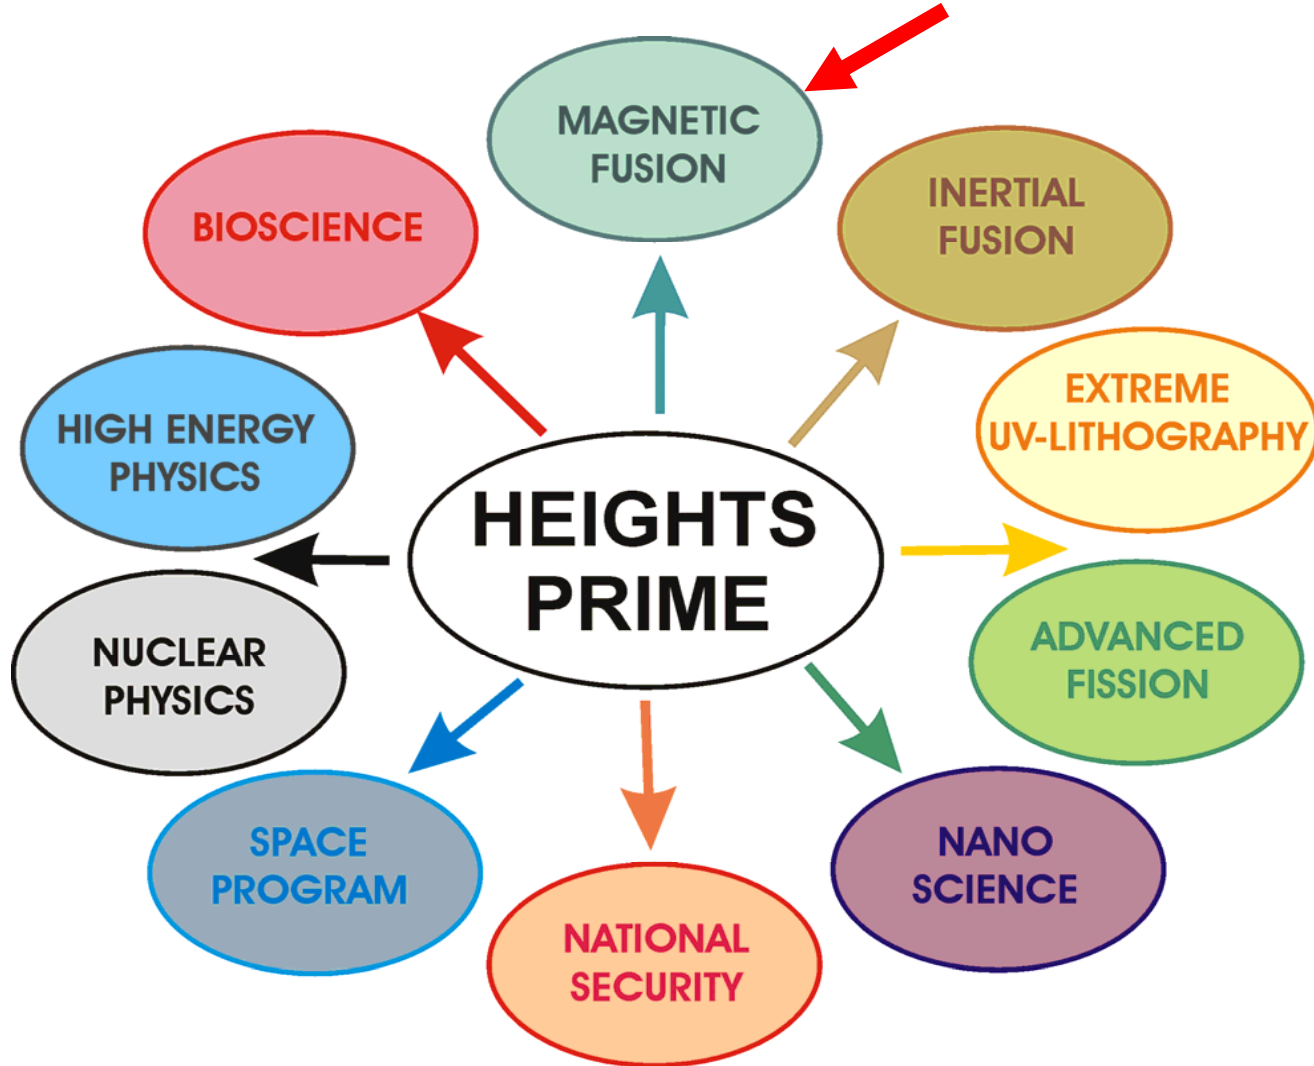 MAGNETIC
FUSION
INERTIAL
FUSION
EXTREME
UV-LITHOGRAPHY
ADVANCED
FISSION
NANO
SCIENCE
NATIONAL
SECURITY
SPACE
PROGRAM
NUCLEAR
PHYSICS
HIGH ENERGY
PHYSICS
BIOSCIENCE
HEIGHTS
PRIME